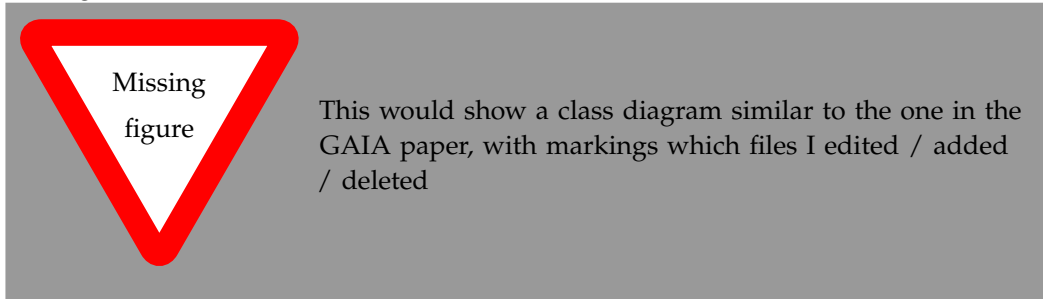 Missing
figure
This would show a class diagram similar to the one in the
GAIA paper, with markings which files I edited / added
/ deleted